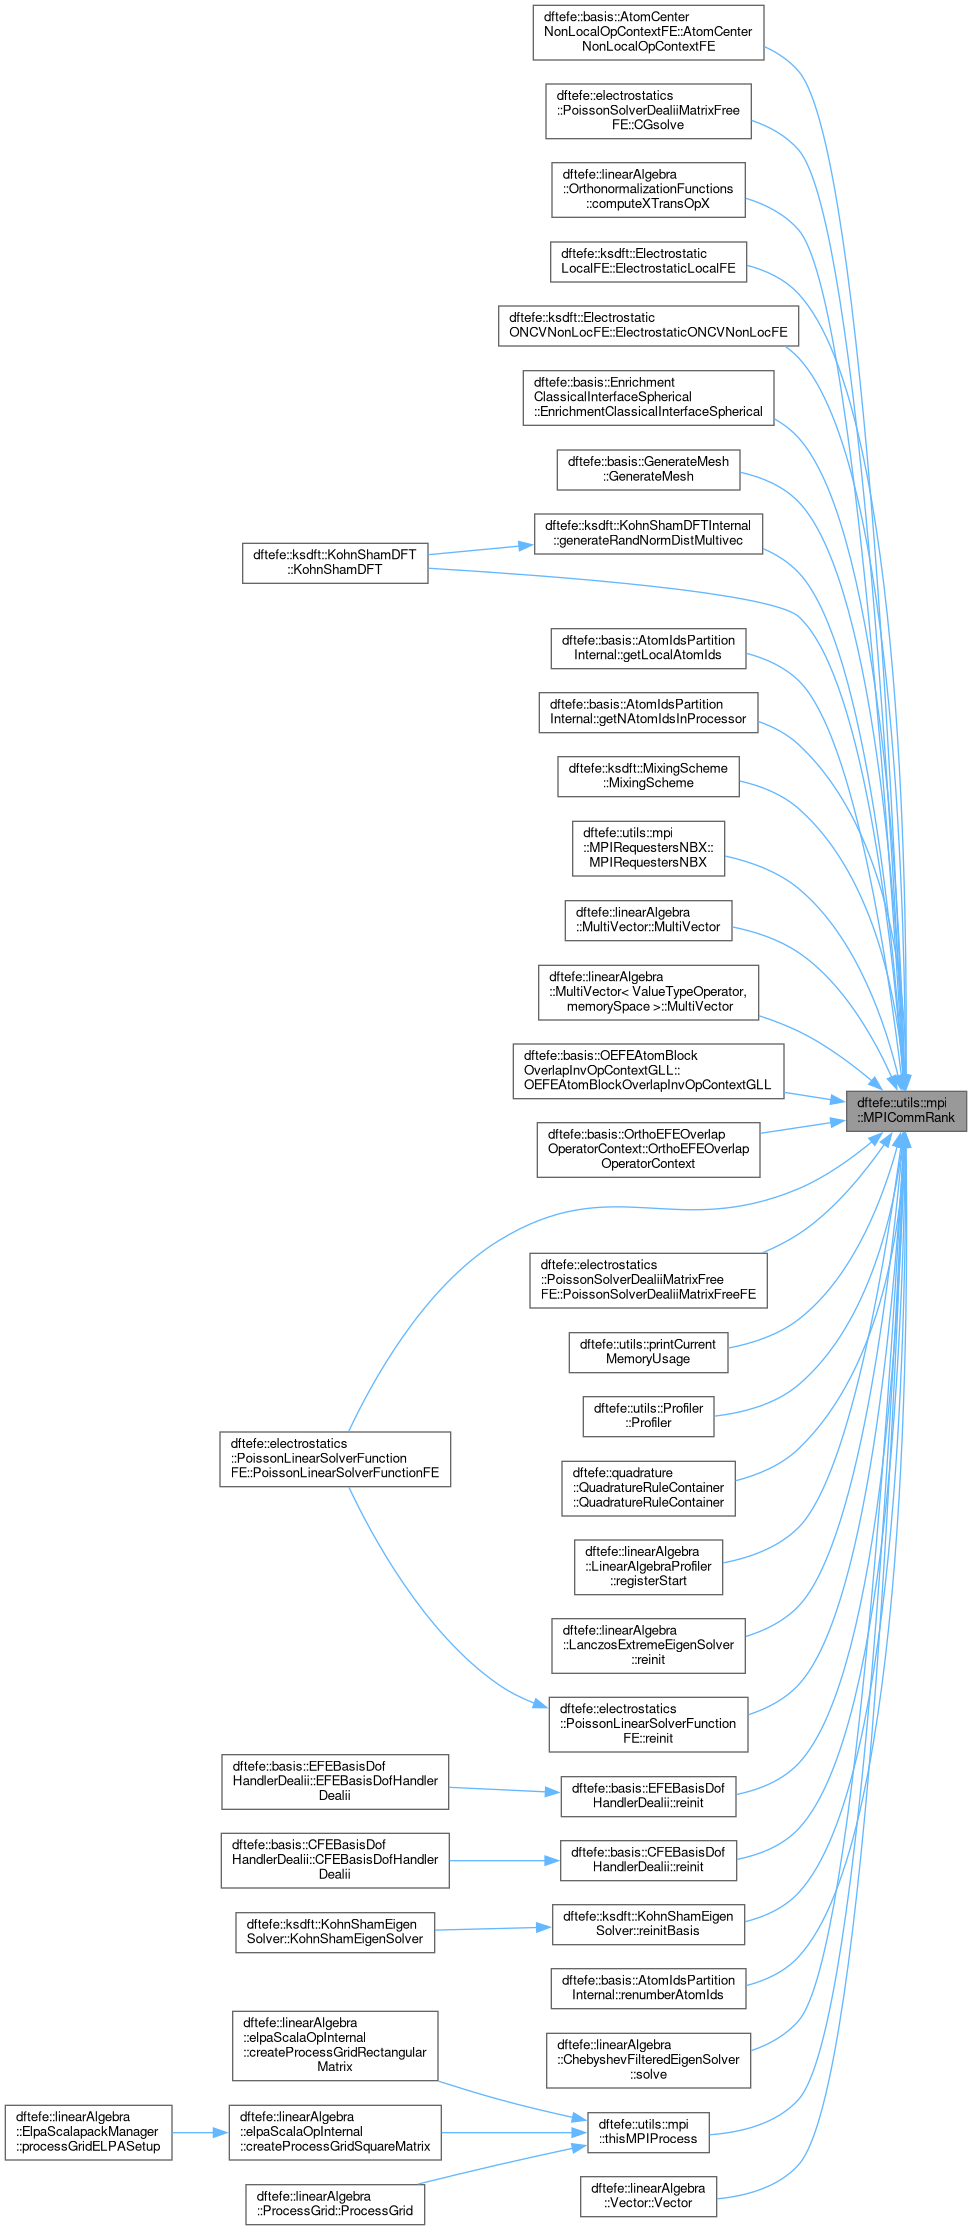 dftefe::basis::AtomCenter
NonLocalOpContextFE::AtomCenter
NonLocalOpContextFE
dftefe::electrostatics
::PoissonSolverDealiiMatrixFree
FE::CGsolve
dftefe::linearAlgebra
::OrthonormalizationFunctions
::computeXTransOpX
dftefe::ksdft::Electrostatic
LocalFE::ElectrostaticLocalFE
dftefe::ksdft::Electrostatic
ONCVNonLocFE::ElectrostaticONCVNonLocFE
dftefe::basis::Enrichment
ClassicalInterfaceSpherical
::EnrichmentClassicalInterfaceSpherical
dftefe::basis::GenerateMesh
::GenerateMesh
dftefe::ksdft::KohnShamDFTInternal
::generateRandNormDistMultivec
dftefe::ksdft::KohnShamDFT
::KohnShamDFT
dftefe::basis::AtomIdsPartition
Internal::getLocalAtomIds
dftefe::basis::AtomIdsPartition
Internal::getNAtomIdsInProcessor
dftefe::ksdft::MixingScheme
::MixingScheme
dftefe::utils::mpi
::MPIRequestersNBX::
MPIRequestersNBX
dftefe::linearAlgebra
::MultiVector::MultiVector
dftefe::linearAlgebra
::MultiVector< ValueTypeOperator,
memorySpace >::MultiVector
dftefe::basis::OEFEAtomBlock
OverlapInvOpContextGLL::
OEFEAtomBlockOverlapInvOpContextGLL
dftefe::utils::mpi
::MPICommRank
dftefe::basis::OrthoEFEOverlap
OperatorContext::OrthoEFEOverlap
OperatorContext
dftefe::electrostatics
::PoissonSolverDealiiMatrixFree
FE::PoissonSolverDealiiMatrixFreeFE
dftefe::utils::printCurrent
MemoryUsage
dftefe::utils::Profiler
::Profiler
dftefe::electrostatics
::PoissonLinearSolverFunction
FE::PoissonLinearSolverFunctionFE
dftefe::quadrature
::QuadratureRuleContainer
::QuadratureRuleContainer
dftefe::linearAlgebra
::LinearAlgebraProfiler
::registerStart
dftefe::linearAlgebra
::LanczosExtremeEigenSolver
::reinit
dftefe::electrostatics
::PoissonLinearSolverFunction
FE::reinit
dftefe::basis::EFEBasisDof
HandlerDealii::EFEBasisDofHandler
Dealii
dftefe::basis::EFEBasisDof
HandlerDealii::reinit
dftefe::basis::CFEBasisDof
HandlerDealii::CFEBasisDofHandler
Dealii
dftefe::basis::CFEBasisDof
HandlerDealii::reinit
dftefe::ksdft::KohnShamEigen
Solver::KohnShamEigenSolver
dftefe::ksdft::KohnShamEigen
Solver::reinitBasis
dftefe::basis::AtomIdsPartition
Internal::renumberAtomIds
dftefe::linearAlgebra
::elpaScalaOpInternal
::createProcessGridRectangular
Matrix
dftefe::linearAlgebra
::ChebyshevFilteredEigenSolver
::solve
dftefe::linearAlgebra
::ElpaScalapackManager
::processGridELPASetup
dftefe::linearAlgebra
::elpaScalaOpInternal
::createProcessGridSquareMatrix
dftefe::utils::mpi
::thisMPIProcess
dftefe::linearAlgebra
::ProcessGrid::ProcessGrid
dftefe::linearAlgebra
::Vector::Vector